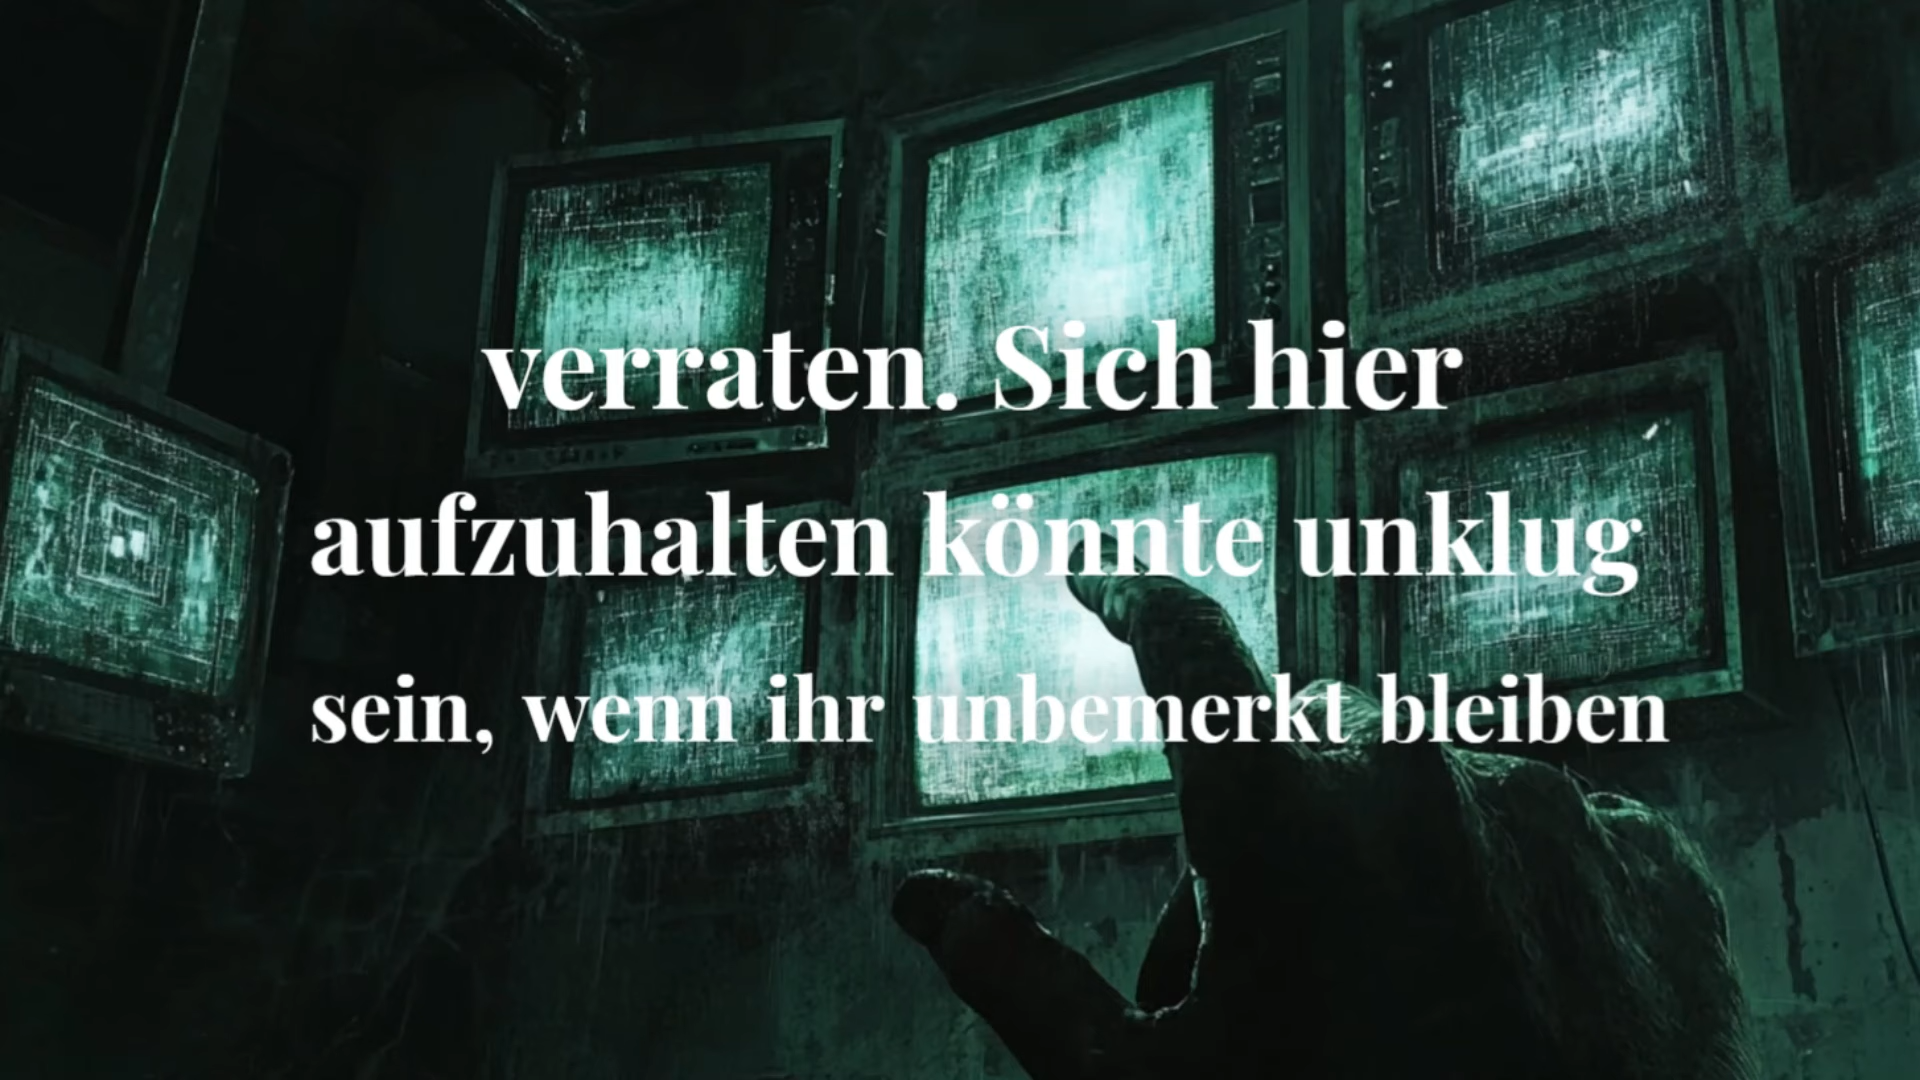 verraten. Sich hier
aufzuhalten könnte unklug
sein, wenn ihr unbemerkt bleiben